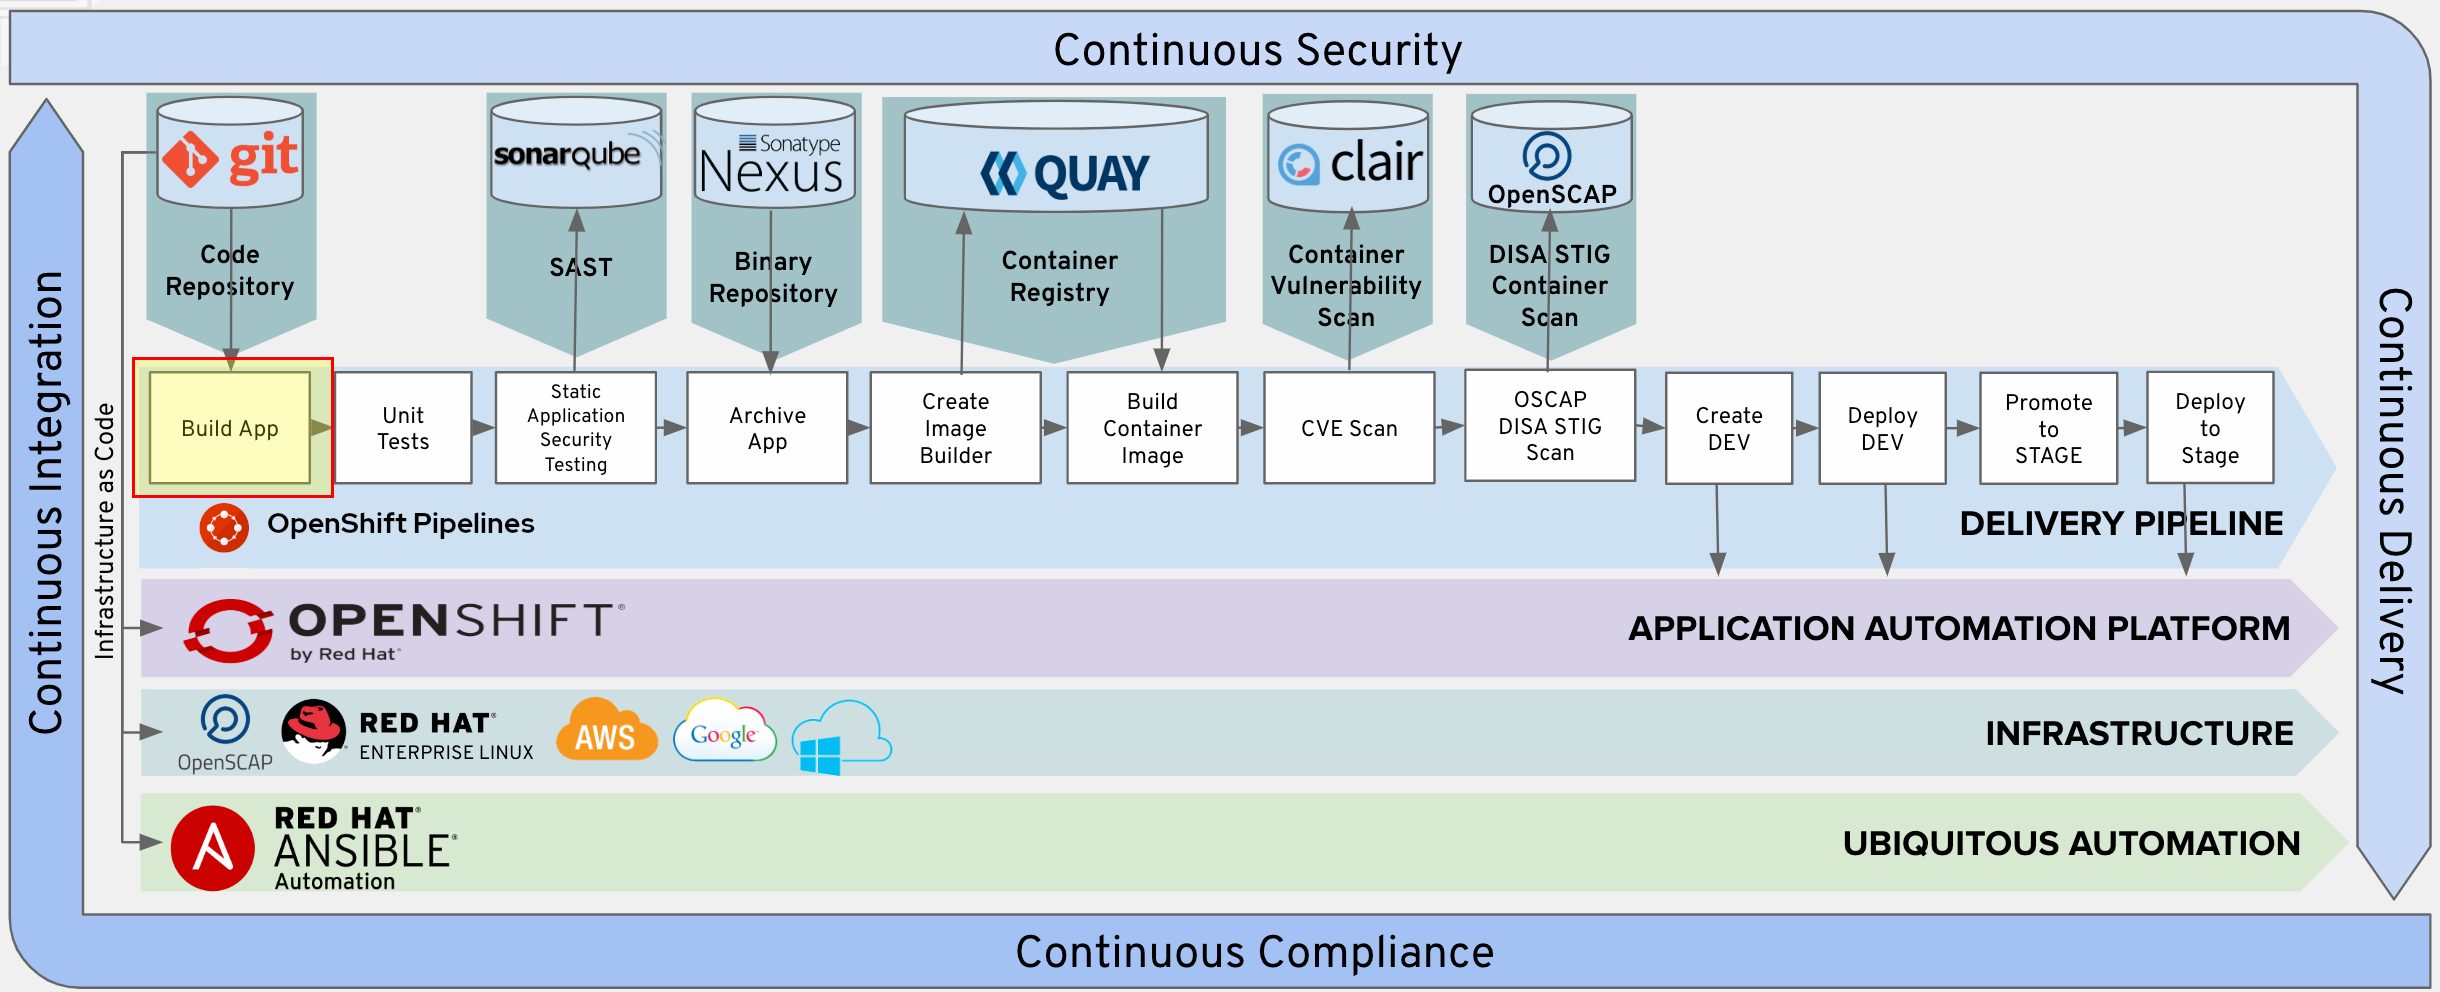 Continuous Security
Continuous Integration
Continuous Delivery
Continuous Compliance
Infrastructure as Code
git
Code
Repository
sonarqube
SAST
Sonatype
Nexus
Binary
Repository
QUAY
Container
Registry
clair
Container
Vulnerability
Scan
OpenSCAP
DISA STIG
Container
Scan
Build App
Unit
Tests
Static
Application
Security
Testing
Archive
App
Create
Image
Builder
Build
Container
Image
CVE Scan
OSCAP
DISA STIG
Scan
Create
DEV
Deploy
DEV
Promote
to
STAGE
Deploy
to
Stage
OpenShift Pipelines
DELIVERY PIPELINE
OPENSHIFT®
by Red Hat®
APPLICATION AUTOMATION PLATFORM
OpenSCAP
RED HAT®
ENTERPRISE LINUX
AWS
Google
INFRASTRUCTURE
RED HAT®
ANSIBLE®
Automation
UBIQUITOUS AUTOMATION